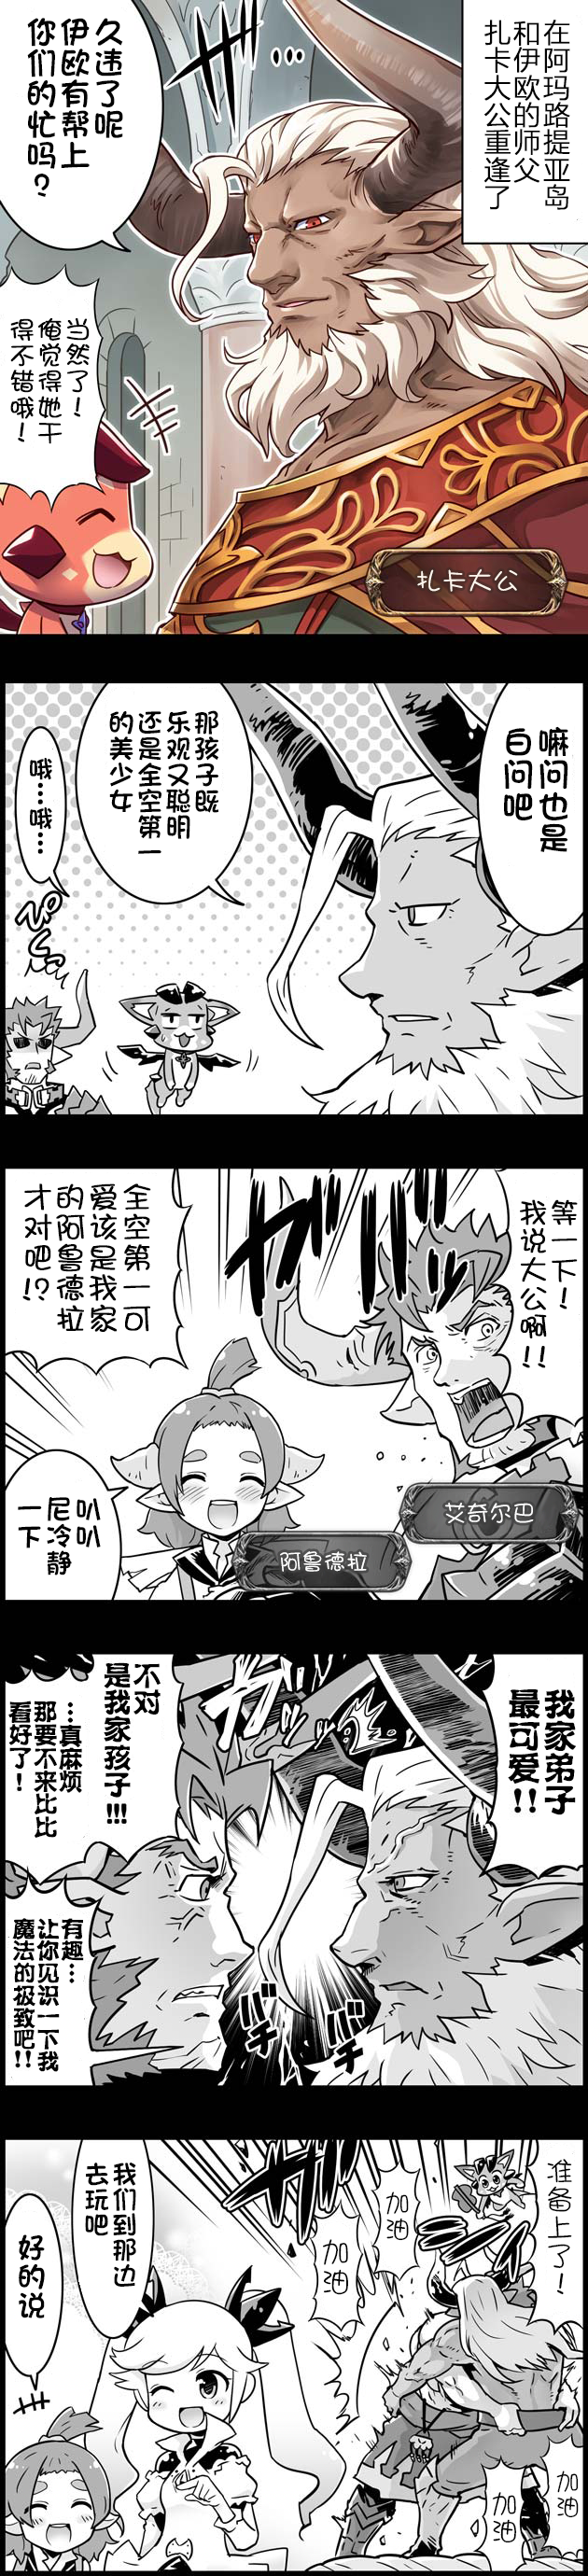 在阿玛路提亚岛
和伊欧的师父
扎卡大公重逢了
久违了呢
伊欧有帮上
你们的忙吗？
当然了！
俺觉得她干
得不错哦！
扎卡大公
嘛问也是
白问吧
那孩子既
乐观又聪明
还是全空第一
的美少女
哦…哦…
ぴくっ
等一下！
我说大公啊！！
全空第一可
爱该是我家
的阿鲁德拉
才对吧！？
艾奇尔巴
阿鲁德拉
叭叭
尼冷静
一下
我家弟子
最可爱！！
不对
是我家孩子！！！
…真麻烦
那要不来比比
看好了！
有趣…
让你见识一下我
魔法的极致吧！！
バチ
バチ
准备上了！
加油
加油
加油
加油
我们到那边
去玩吧
好的说